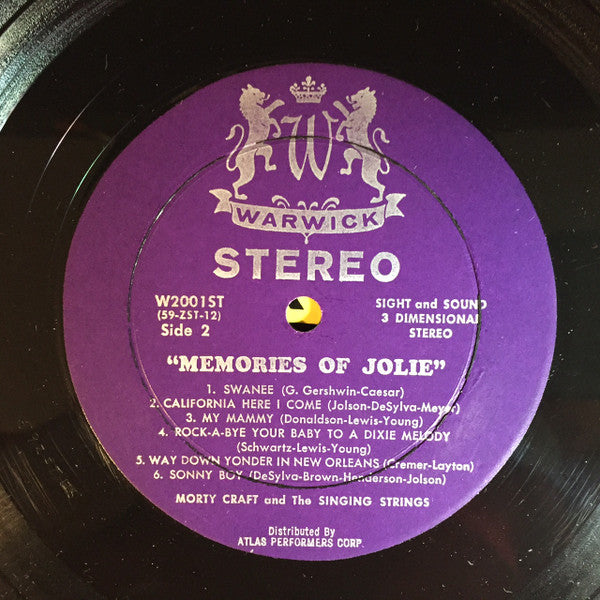 W
WARWICK
STEREO
W2001ST
(59-ZST-12)
Side 2
SIGHT and SOUND
3 DIMENSIONAL
STEREO
“MEMORIES OF JOLIE”
1. SWANEE (G. Gershwin-Caesar)
2. CALIFORNIA HERE I COME (Jolson-DeSylva-Meyer)
3. MY MAMMY (Donaldson-Lewis-Young)
4. ROCK-A-BYE YOUR BABY TO A DIXIE MELODY
(Schwartz-Lewis-Young)
5. WAY DOWN YONDER IN NEW ORLEANS (Cremer-Layton)
6. SONNY BOY (DeSylva-Brown-Henderson-Jolson)
MORTY CRAFT and The SINGING STRINGS
Distributed By
ATLAS PERFORMERS CORP.